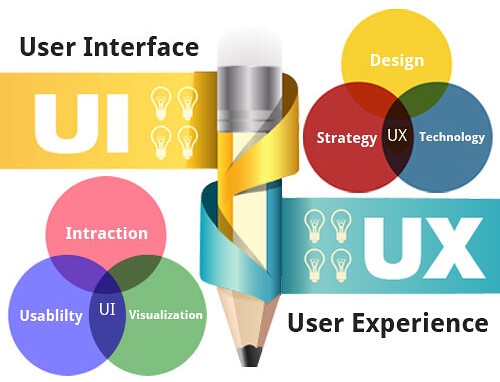 User Interface
UI
Design
Strategy
UX
Technology
Intraction
Usablilty
UI
Visualization
UX
User Experience